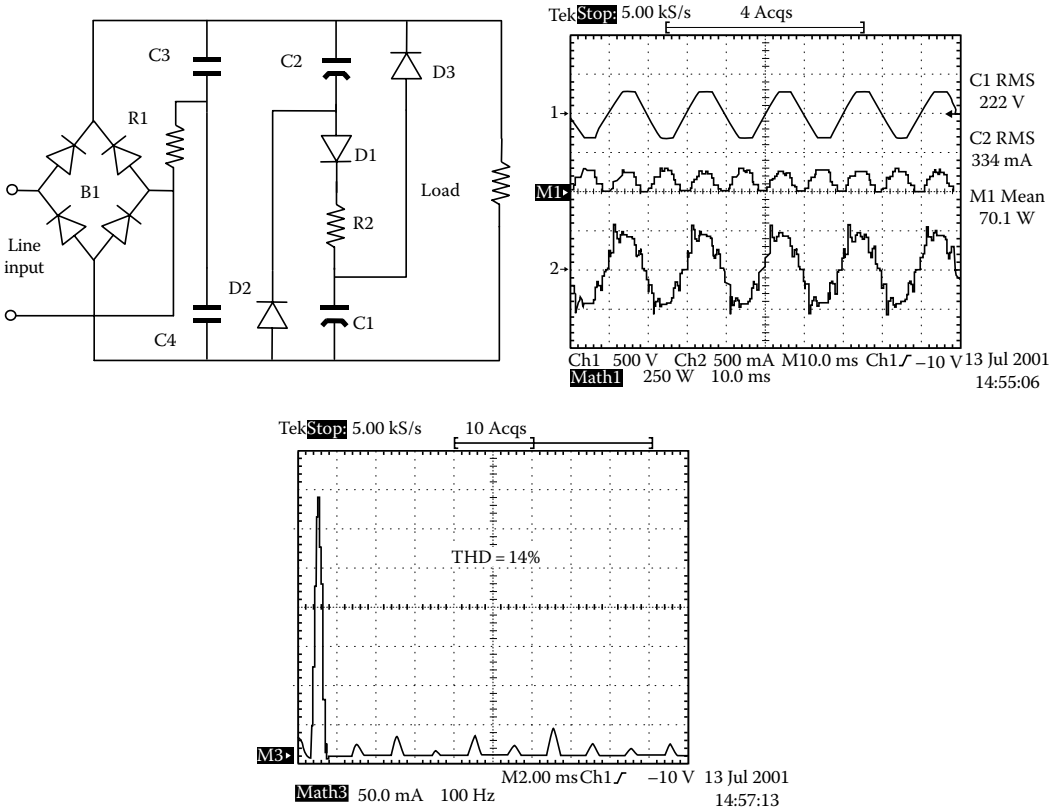 C3
C2
D3
R1
D1
B1
Load
R2
Line
input
D2
C4
C1
Tek Stop: 5.00 kS/s 4 Acqs
1
M1
2
C1 RMS
222 V
C2 RMS
334 mA
M1 Mean
70.1 W
Ch1 500 V Ch2 500 mA M10.0 ms Ch1 −10 V 13 Jul 2001
Math1 250 W 10.0 ms 14:55:06
Tek Stop: 5.00 kS/s 10 Acqs
THD = 14%
M3
M2.00 ms Ch1 −10 V 13 Jul 2001
Math3 50.0 mA 100 Hz 14:57:13